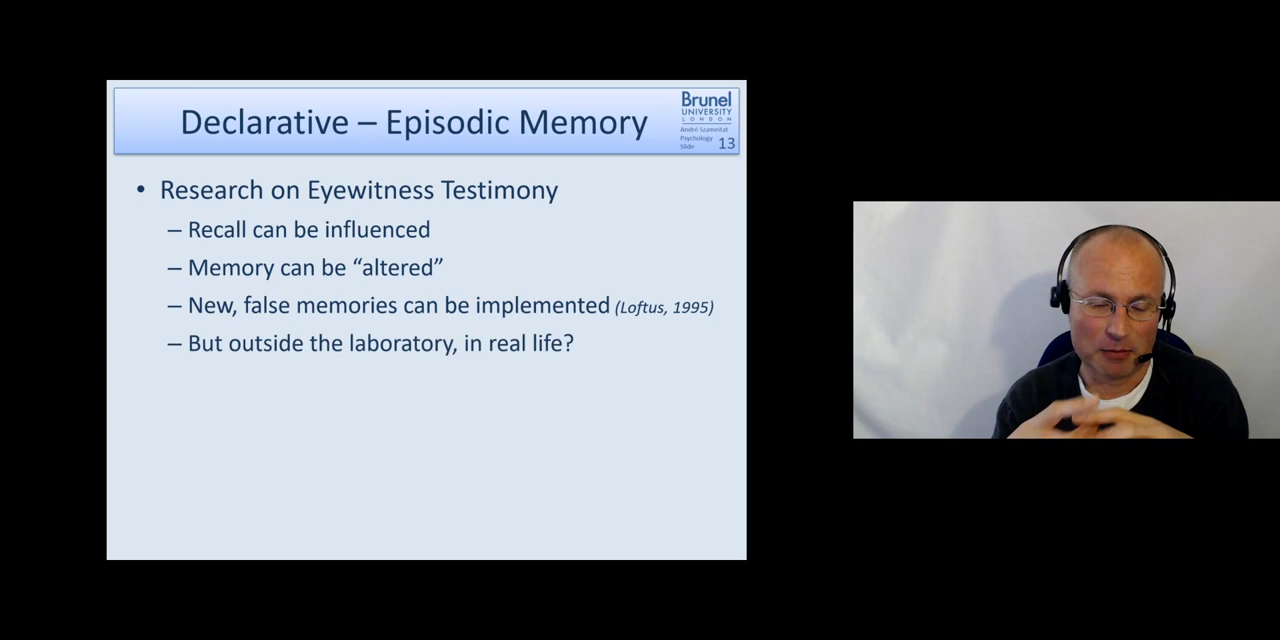 Declarative – Episodic Memory
Brunel
UNIVERSITY
LONDON
André Szameitat
Psychology
Slide 13
• Research on Eyewitness Testimony
– Recall can be influenced
– Memory can be “altered”
– New, false memories can be implemented (Loftus, 1995)
– But outside the laboratory, in real life?